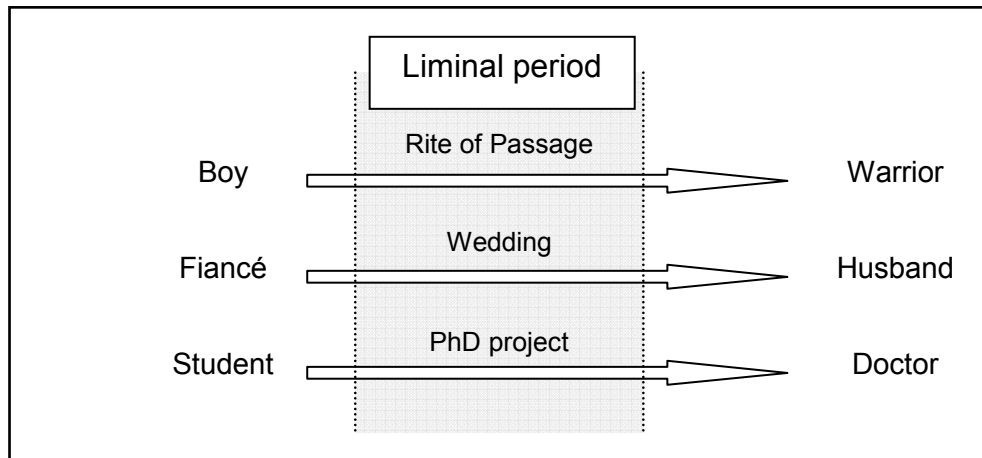 Liminal period
Rite of Passage
Boy
Warrior
Wedding
Fiancé
Husband
PhD project
Student
Doctor